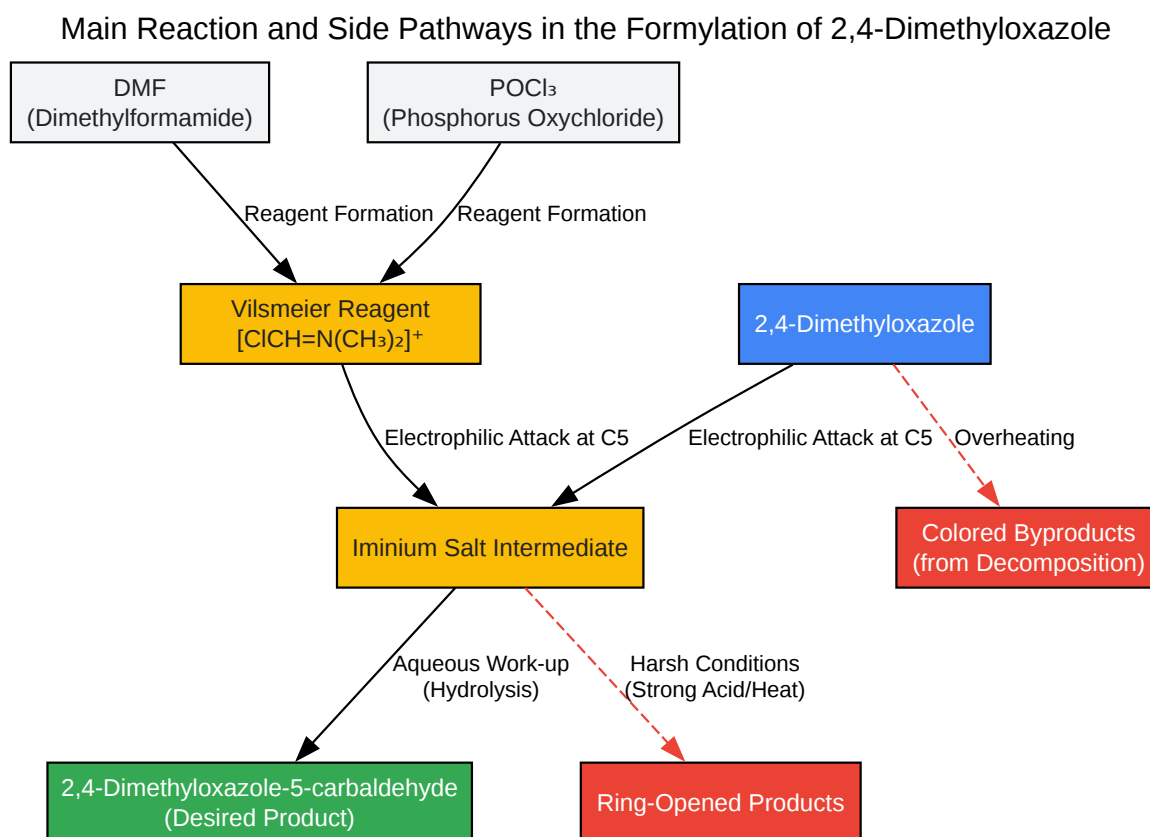 Main Reaction and Side Pathways in the Formylation of 2,4-Dimethyloxazole
DMF
(Dimethylformamide)
POCl₃
(Phosphorus Oxychloride)
Reagent Formation
Reagent Formation
Vilsmeier Reagent
[ClCH=N(CH₃)₂]⁺
2,4-Dimethyloxazole
Electrophilic Attack at C5
Electrophilic Attack at C5
Overheating
Iminium Salt Intermediate
Colored Byproducts
(from Decomposition)
Aqueous Work-up
(Hydrolysis)
Harsh Conditions
(Strong Acid/Heat)
2,4-Dimethyloxazole-5-carbaldehyde
(Desired Product)
Ring-Opened Products